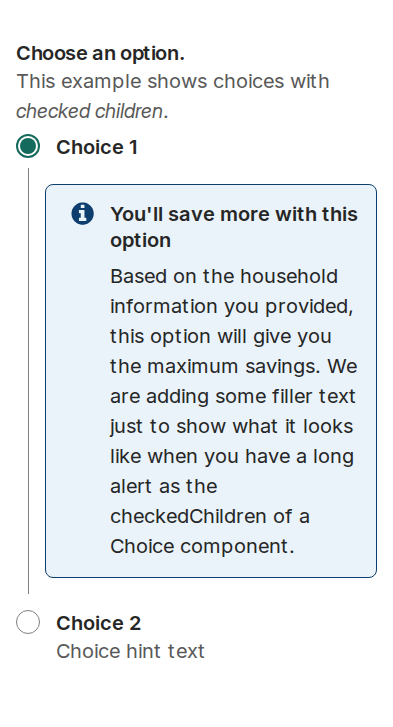 Choose an option.
This example shows choices with
checked children.
Choice 1
You'll save more with this
option
Based on the household
information you provided,
this option will give you
the maximum savings. We
are adding some filler text
just to show what it looks
like when you have a long
alert as the
checkedChildren of a
Choice component.
Choice 2
Choice hint text